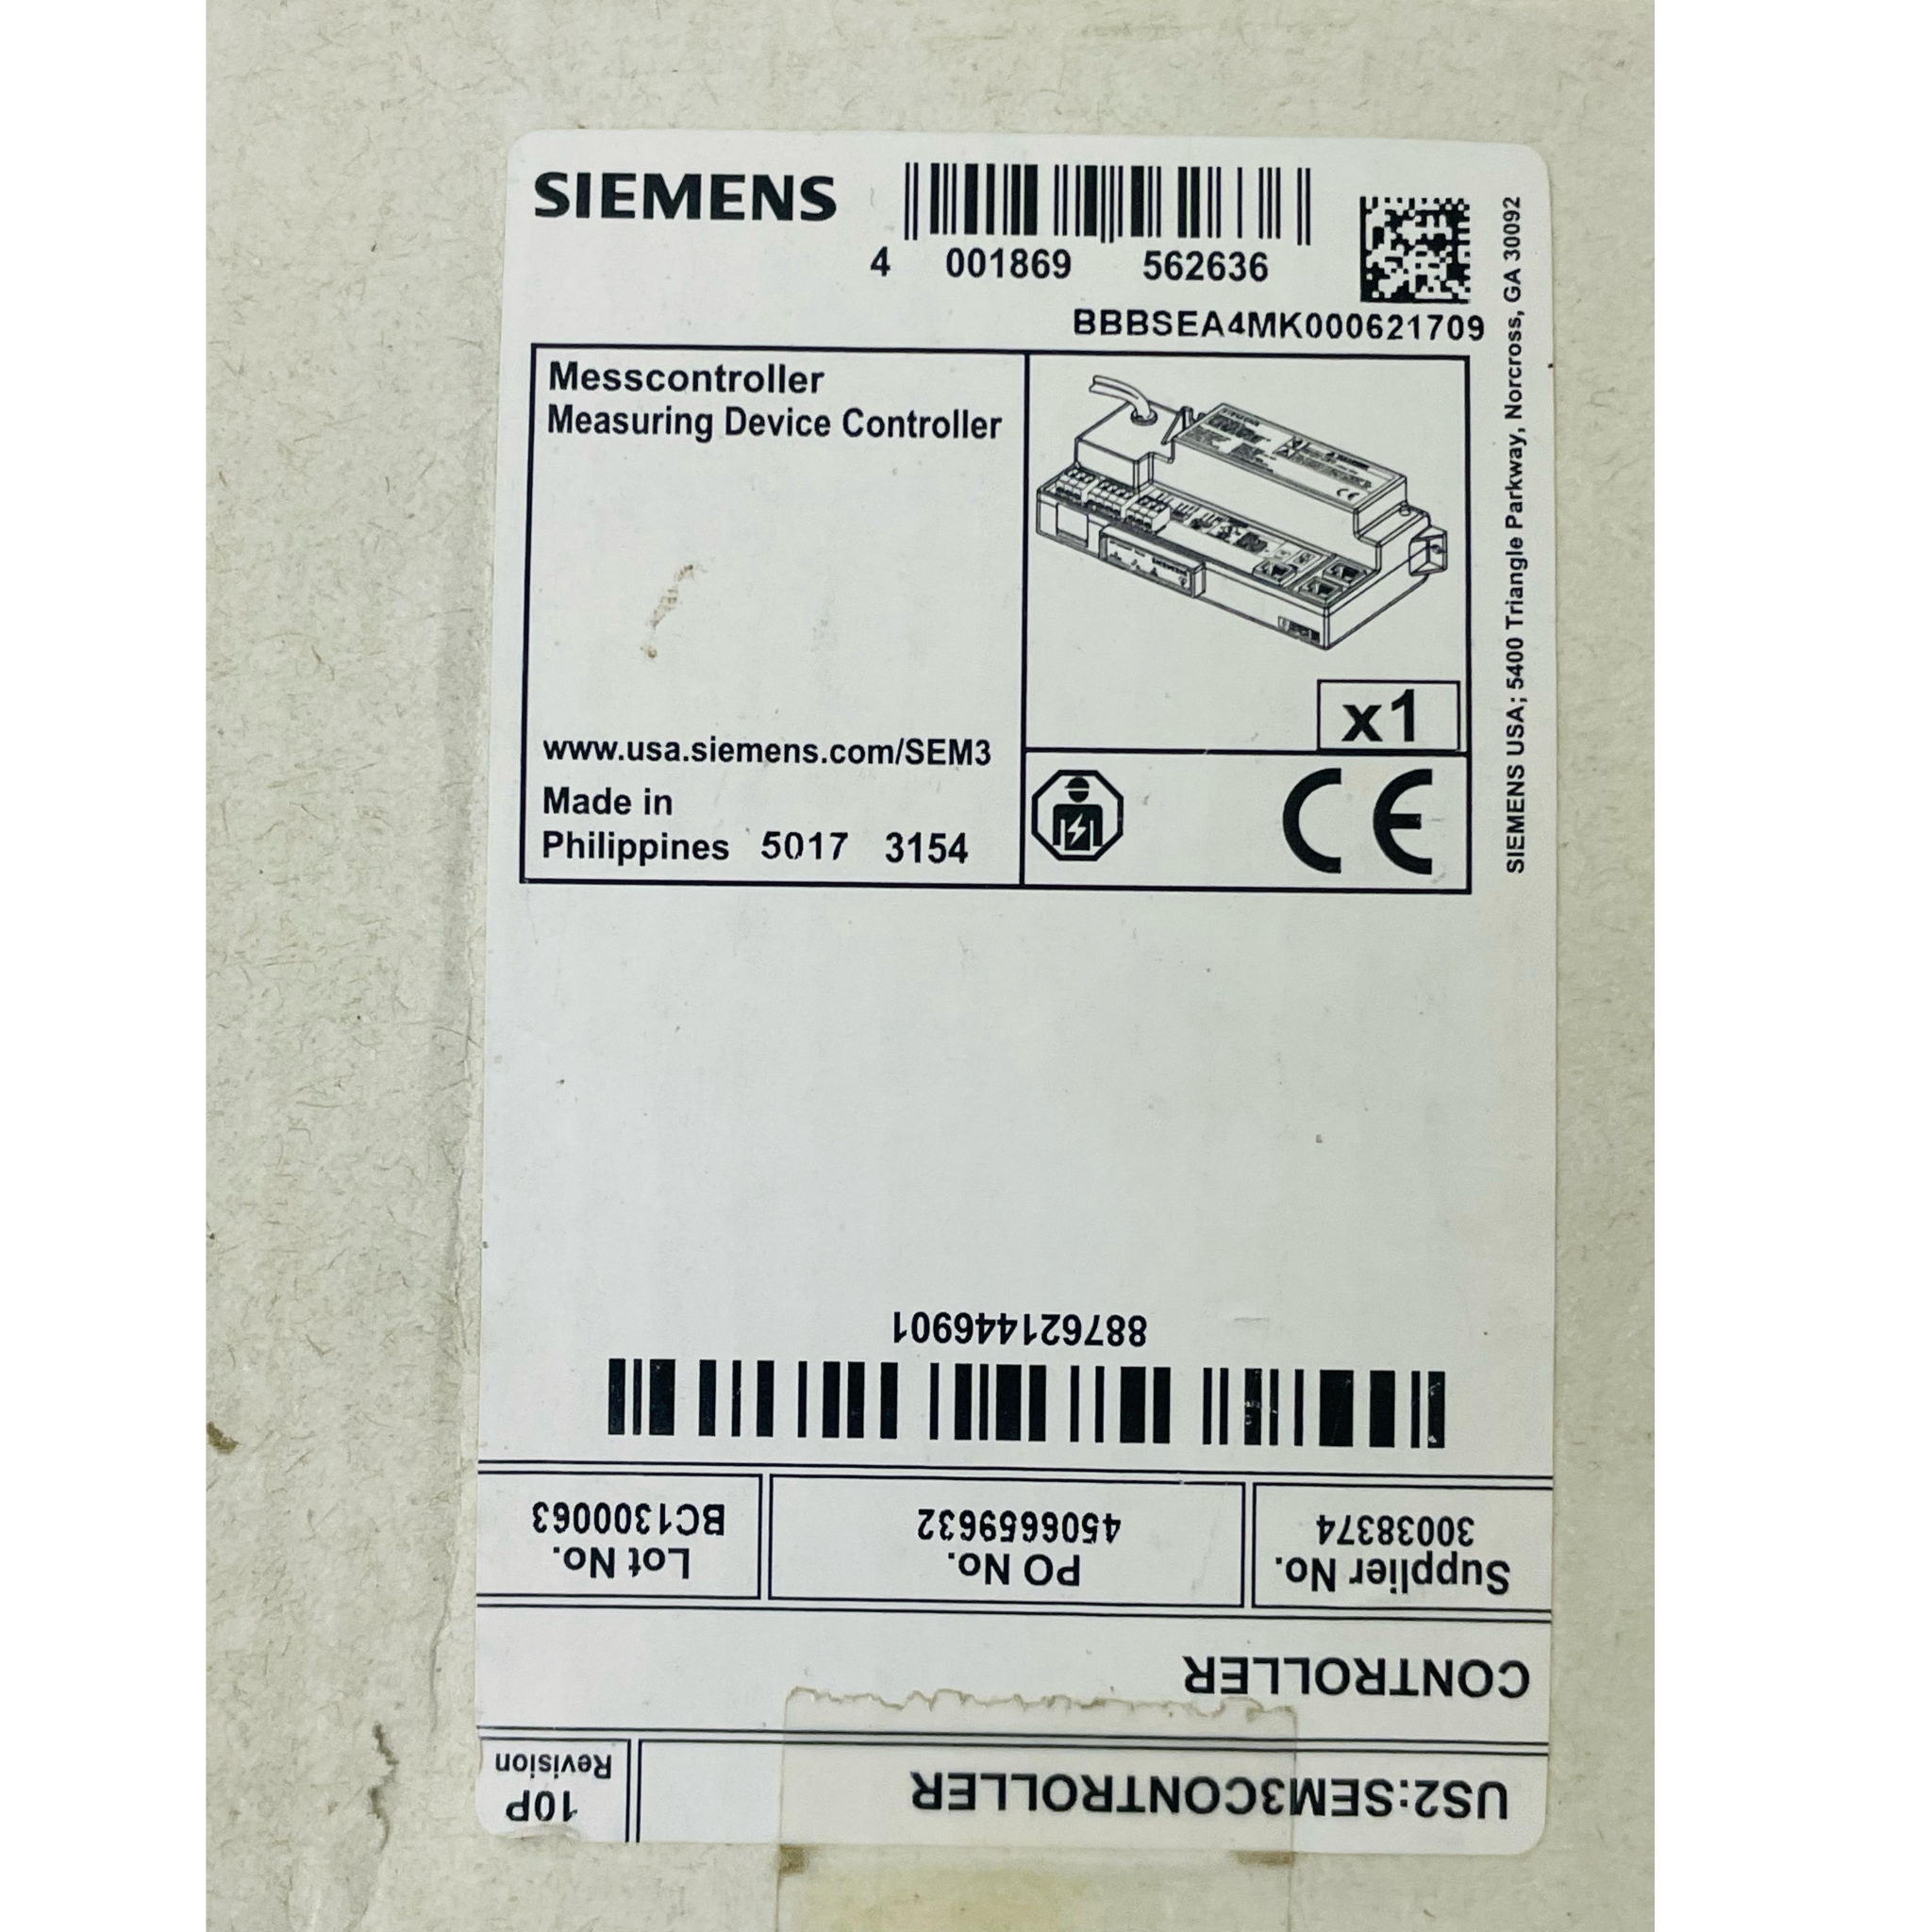 SIEMENS
4 001869 562636
BBBSEA4MK000621709
SIEMENS USA; 5400 Triangle Parkway, Norcross, GA 30092
Messcontroller
Measuring Device Controller
x1
www.usa.siemens.com/SEM3
Made in
Philippines 5017 3154
CE
US2:SEM3CONTROLLER
10P
Revision
CONTROLLER
Supplier No.
30038374
PO No.
4506659632
Lot No.
BC1300063
887621446901